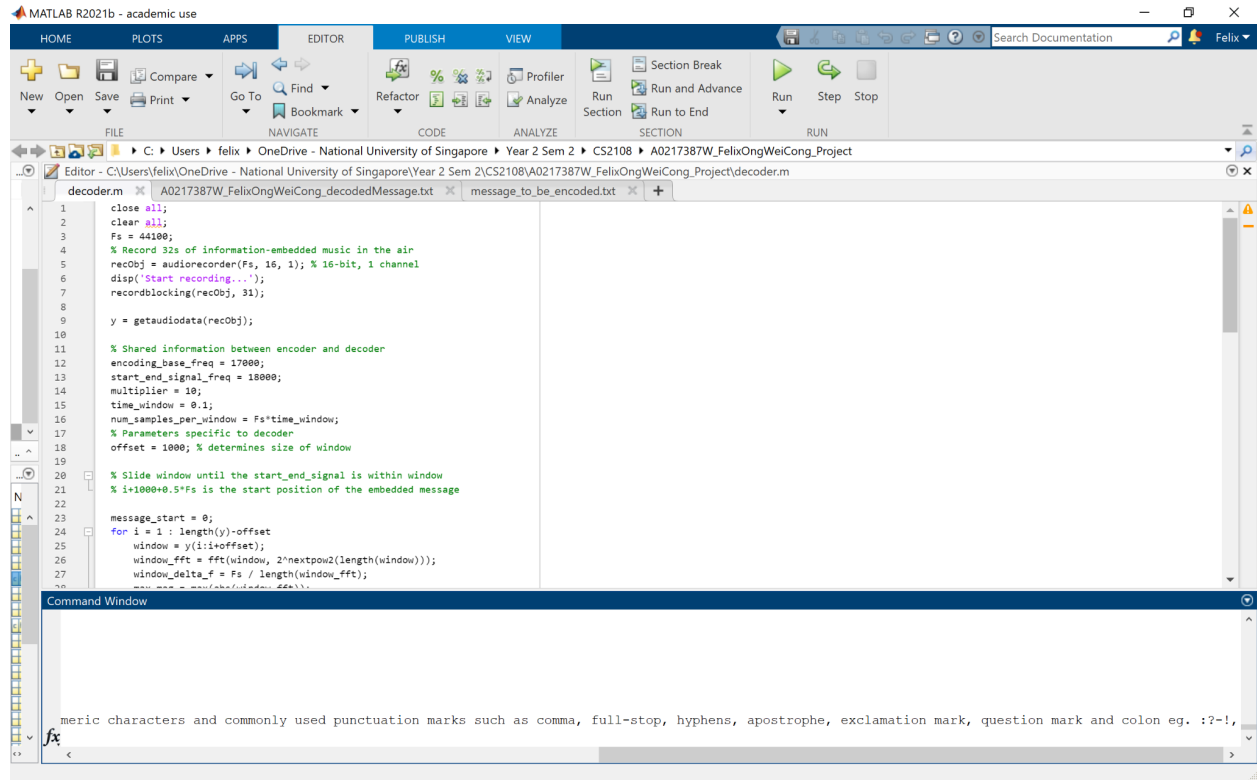 MATLAB R2021b - academic use
HOME PLOTS APPS EDITOR PUBLISH VIEW Search Documentation Felix
New Open Save Compare Print Go To Find Bookmark Refactor Profiler Analyze Run Section Section Break Run and Advance Run to End Run Step Stop
FILE NAVIGATE CODE ANALYZE SECTION RUN
C: Users felix OneDrive - National University of Singapore Year 2 Sem 2 CS2108 A0217387W_FelixOngWeiCong_Project
Editor - C:\Users\felix\OneDrive - National University of Singapore\Year 2 Sem 2\CS2108\A0217387W_FelixOngWeiCong_Project\decoder.m
decoder.m A0217387W_FelixOngWeiCong_decodedMessage.txt message_to_be_encoded.txt
1 close all;
2 clear all;
3 Fs = 44100;
4 % Record 32s of information-embedded music in the air
5 recObj = audiorecorder(Fs, 16, 1); % 16-bit, 1 channel
6 disp('Start recording...');
7 recordblocking(recObj, 31);
8
9 y = getaudiodata(recObj);
10
11 % Shared information between encoder and decoder
12 encoding_base_freq = 17000;
13 start_end_signal_freq = 18000;
14 multiplier = 10;
15 time_window = 0.1;
16 num_samples_per_window = Fs*time_window;
17 % Parameters specific to decoder
18 offset = 1000; % determines size of window
19
20 % Slide window until the start_end_signal is within window
21 % i+1000+0.5*Fs is the start position of the embedded message
22
23 message_start = 0;
24 for i = 1 : length(y)-offset
25 window = y(i:i+offset);
26 window_fft = fft(window, 2^nextpow2(length(window)));
27 window_delta_f = Fs / length(window_fft);
Command Window
meric characters and commonly used punctuation marks such as comma, full-stop, hyphens, apostrophe, exclamation mark, question mark and colon eg. :?-!,
fx